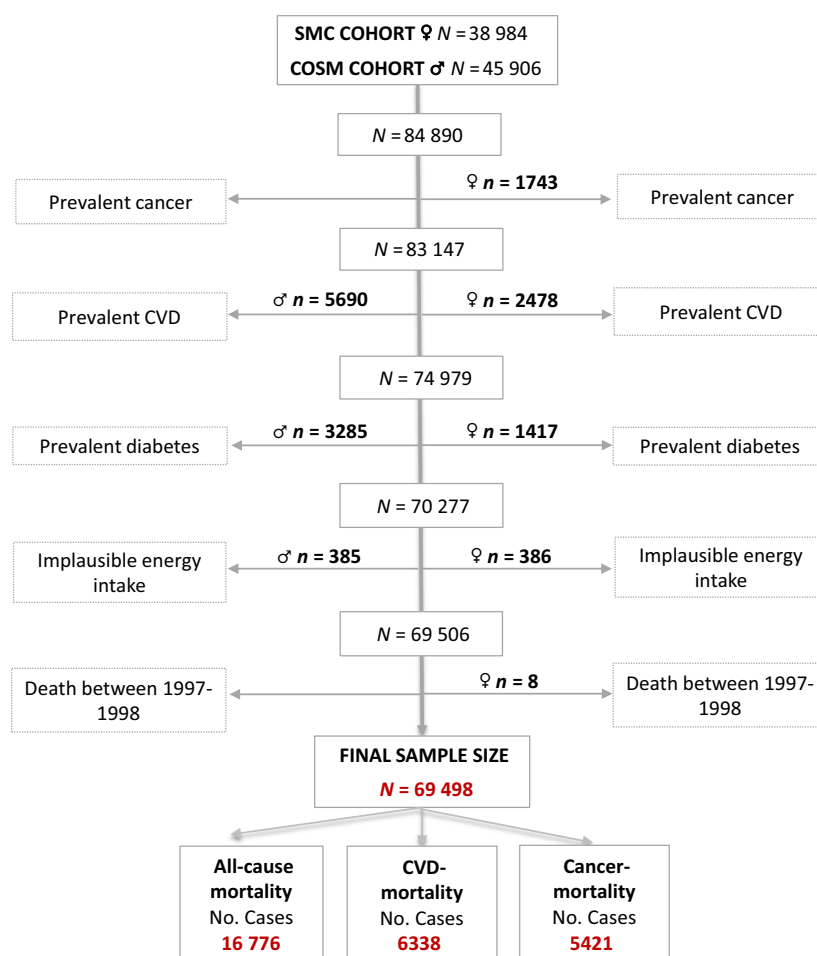 SMC COHORT ♀ N = 38 984
COSM COHORT ♂ N = 45 906
N = 84 890
♀ n = 1743
Prevalent cancer
Prevalent cancer
N = 83 147
♂ n = 5690
♀ n = 2478
Prevalent CVD
Prevalent CVD
N = 74 979
♂ n = 3285
♀ n = 1417
Prevalent diabetes
Prevalent diabetes
N = 70 277
Implausible energy
intake
♂ n = 385
♀ n = 386
Implausible energy
intake
N = 69 506
Death between 1997-
1998
♀ n = 8
Death between 1997-
1998
FINAL SAMPLE SIZE
N = 69 498
All-cause
mortality
No. Cases
16 776
CVD-
mortality
No. Cases
6338
Cancer-
mortality
No. Cases
5421